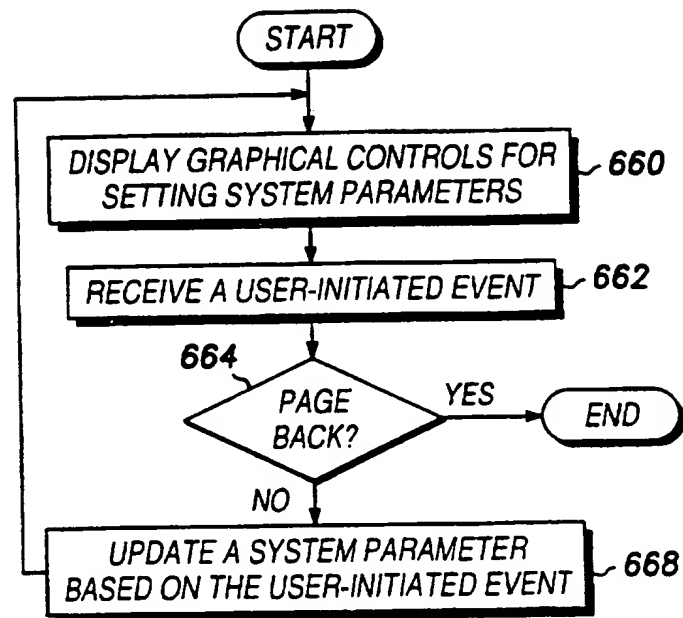 START
DISPLAY GRAPHICAL CONTROLS FOR
SETTING SYSTEM PARAMETERS
660
RECEIVE A USER-INITIATED EVENT
662
664
PAGE
BACK?
YES
END
NO
UPDATE A SYSTEM PARAMETER
BASED ON THE USER-INITIATED EVENT
668